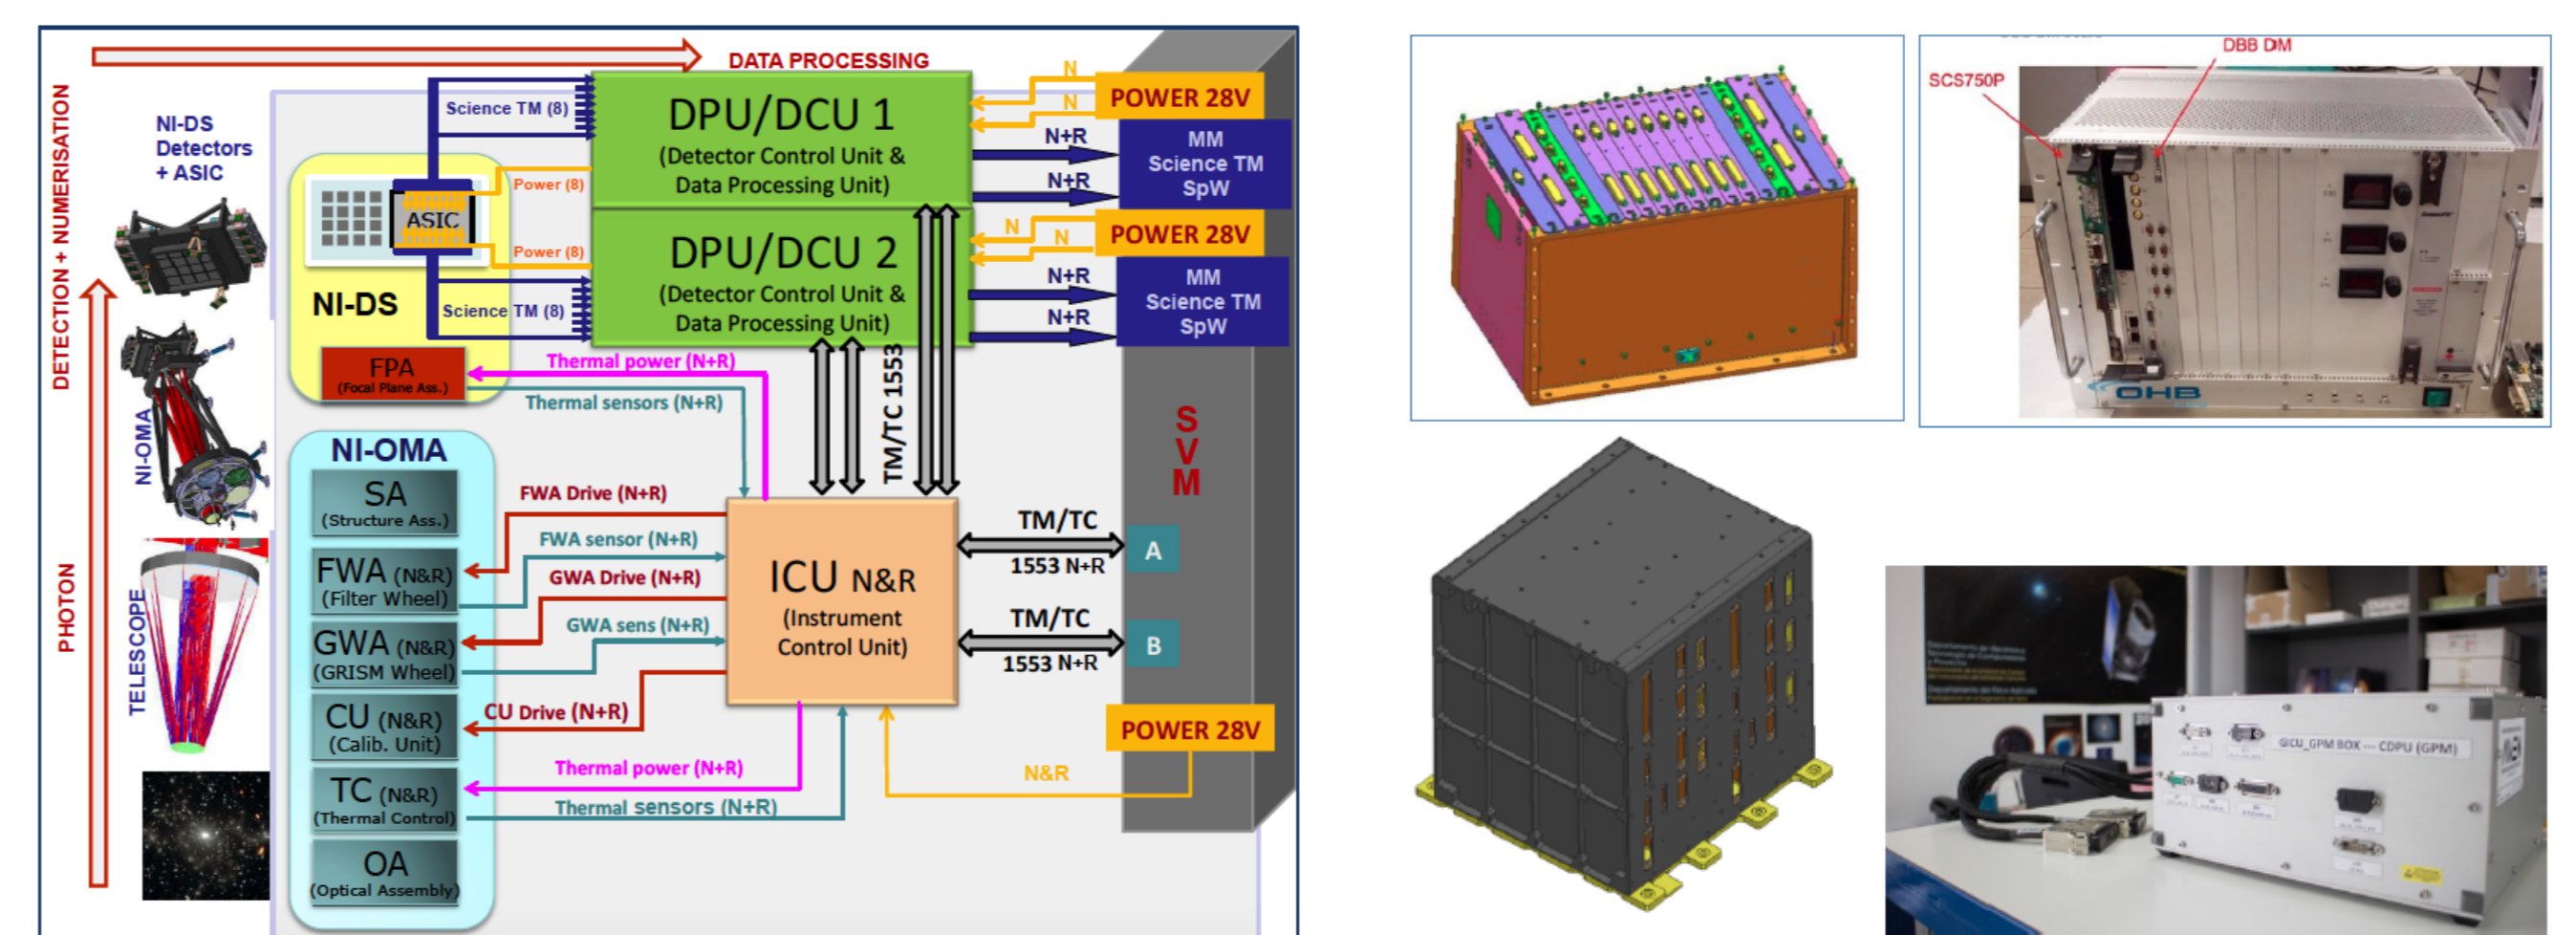 DATA PROCESSING
DETECTION + NUMERISATION
PHOTON
NI-DS
Detectors
+ ASIC
NI-OMA
TELESCOPE
Science TM (8)
Power (8)
ASIC
Power (8)
NI-DS
Science TM (8)
FPA
(Focal Plane Ass.)
DPU/DCU 1
(Detector Control Unit &
Data Processing Unit)
DPU/DCU 2
(Detector Control Unit &
Data Processing Unit)
N
N
POWER 28V
N+R
N+R
MM
Science TM
SpW
N
N
POWER 28V
N+R
N+R
MM
Science TM
SpW
Thermal power (N+R)
Thermal sensors (N+R)
TM/TC 1553
SVM
NI-OMA
SA
(Structure Ass.)
FWA (N&R)
(Filter Wheel)
GWA (N&R)
(GRISM Wheel)
CU (N&R)
(Calib. Unit)
TC (N&R)
(Thermal Control)
OA
(Optical Assembly)
FWA Drive (N+R)
FWA sensor (N+R)
GWA Drive (N+R)
GWA sens (N+R)
CU Drive (N+R)
Thermal power (N+R)
Thermal sensors (N+R)
ICU N&R
(Instrument
Control Unit)
TM/TC
1553 N+R
A
TM/TC
1553 N+R
B
POWER 28V
N&R
DBB DM
SCS750P
OHB
GICU_GPM BOX --- CDPU (GPM)